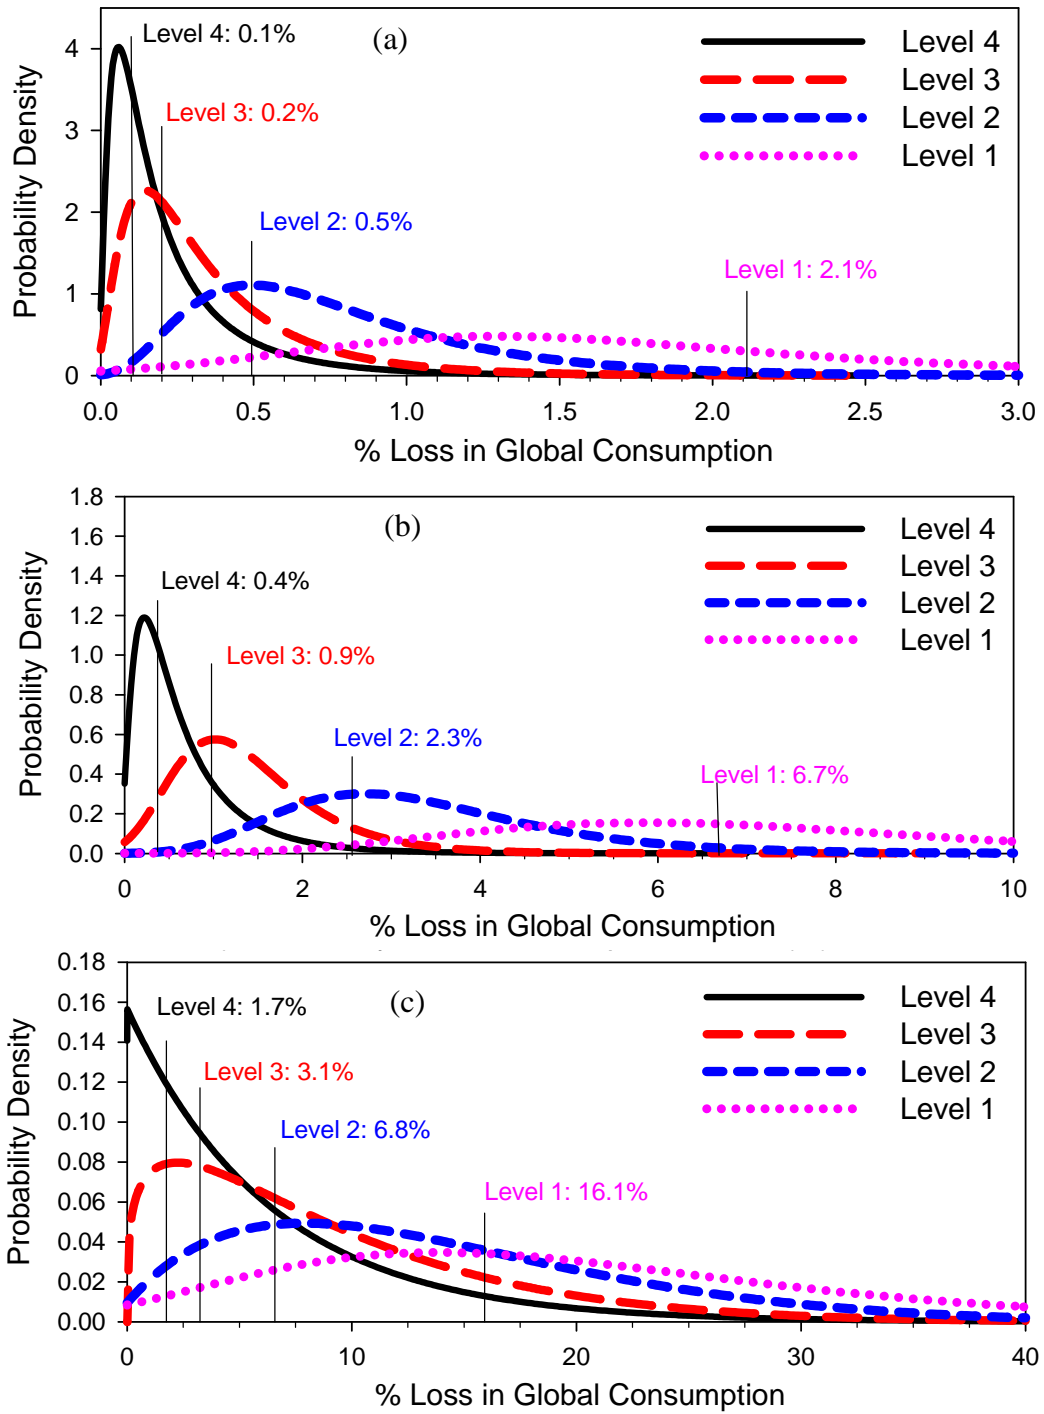 (a)
Level 4: 0.1%
Level 3: 0.2%
Level 2: 0.5%
Level 1: 2.1%
Level 4
Level 3
Level 2
Level 1
Probability Density
4
3
2
1
0
0.0 0.5 1.0 1.5 2.0 2.5 3.0
% Loss in Global Consumption
(b)
Level 4: 0.4%
Level 3: 0.9%
Level 2: 2.3%
Level 1: 6.7%
Level 4
Level 3
Level 2
Level 1
Probability Density
1.8
1.6
1.4
1.2
1.0
0.8
0.6
0.4
0.2
0.0
0 2 4 6 8 10
% Loss in Global Consumption
(c)
Level 4: 1.7%
Level 3: 3.1%
Level 2: 6.8%
Level 1: 16.1%
Level 4
Level 3
Level 2
Level 1
Probability Density
0.18
0.16
0.14
0.12
0.10
0.08
0.06
0.04
0.02
0.00
0 10 20 30 40
% Loss in Global Consumption